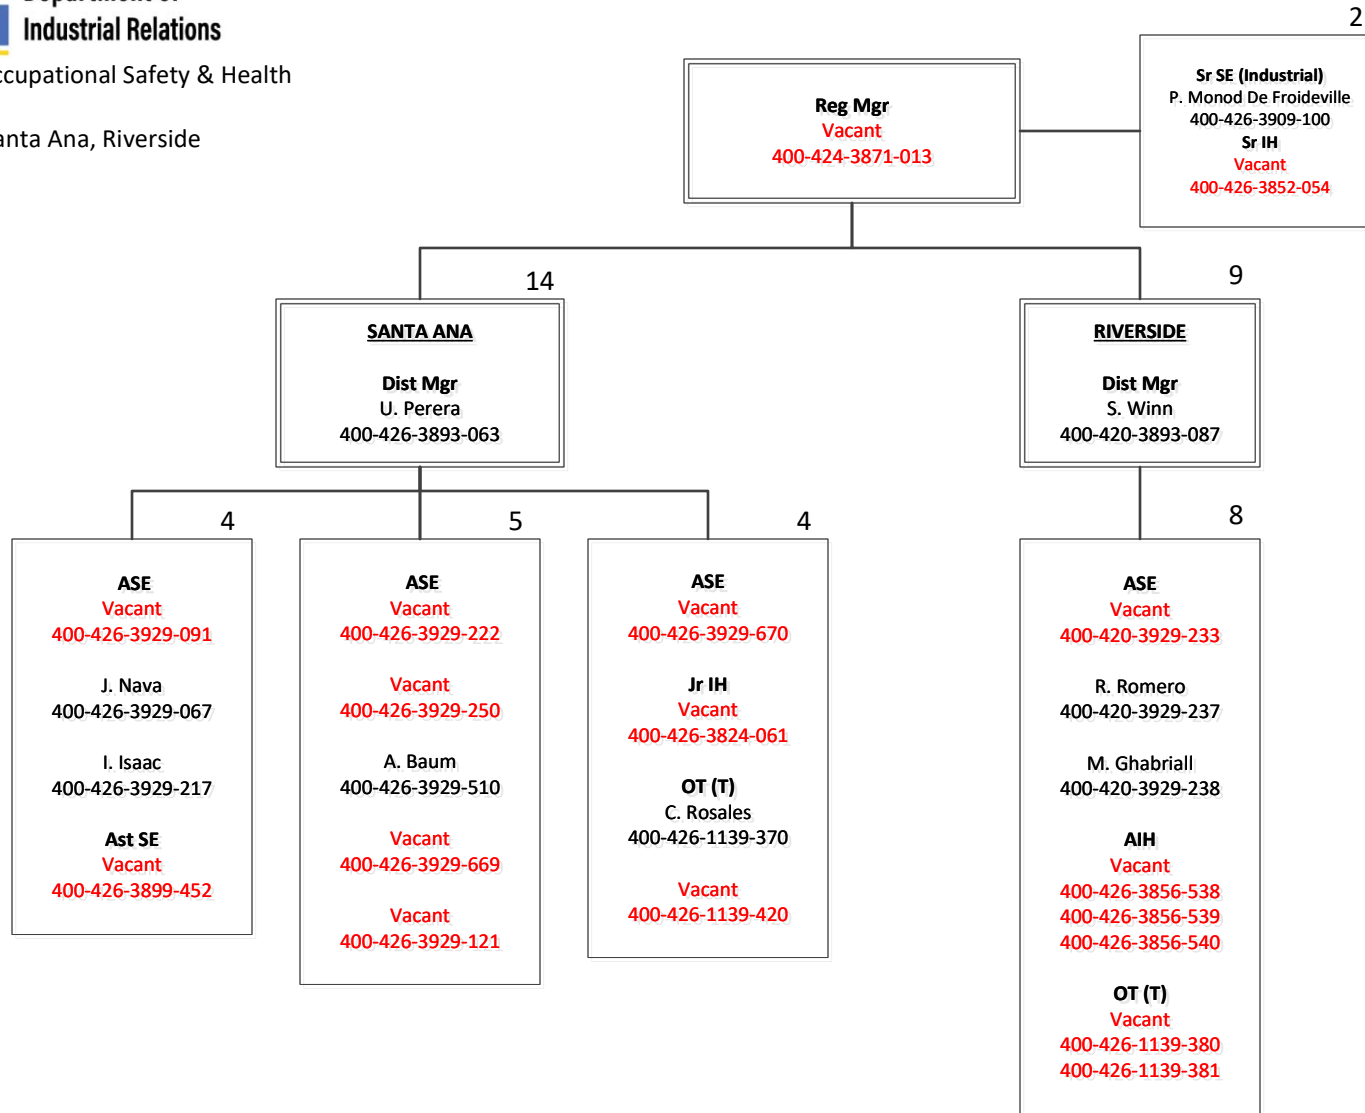 Department of
Industrial Relations
ccupational Safety & Health
anta Ana, Riverside
2
Reg Mgr
Vacant
400-424-3871-013
Sr SE (Industrial)
P. Monod De Froideville
400-426-3909-100
Sr IH
Vacant
400-426-3852-054
14
SANTA ANA
Dist Mgr
U. Perera
400-426-3893-063
9
RIVERSIDE
Dist Mgr
S. Winn
400-420-3893-087
4
ASE
Vacant
400-426-3929-091
J. Nava
400-426-3929-067
I. Isaac
400-426-3929-217
Ast SE
Vacant
400-426-3899-452
5
ASE
Vacant
400-426-3929-222
Vacant
400-426-3929-250
A. Baum
400-426-3929-510
Vacant
400-426-3929-669
Vacant
400-426-3929-121
4
ASE
Vacant
400-426-3929-670
Jr IH
Vacant
400-426-3824-061
OT (T)
C. Rosales
400-426-1139-370
Vacant
400-426-1139-420
8
ASE
Vacant
400-420-3929-233
R. Romero
400-420-3929-237
M. Ghabriall
400-420-3929-238
AIH
Vacant
400-426-3856-538
400-426-3856-539
400-426-3856-540
OT (T)
Vacant
400-426-1139-380
400-426-1139-381